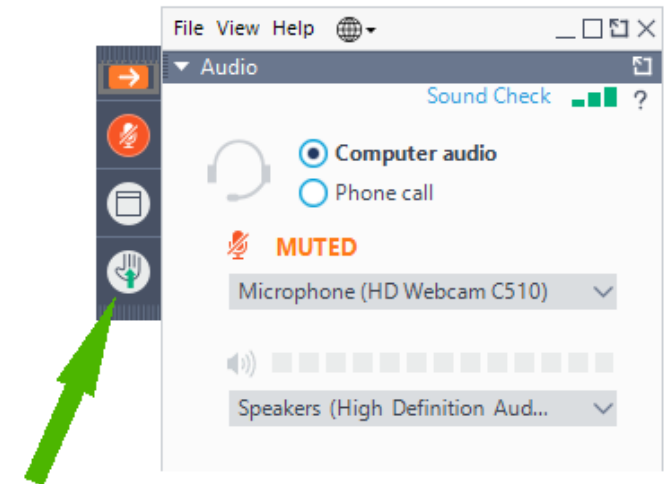 File View Help
Audio
Sound Check ?
Computer audio
Phone call
MUTED
Microphone (HD Webcam C510)
Speakers (High Definition Aud...